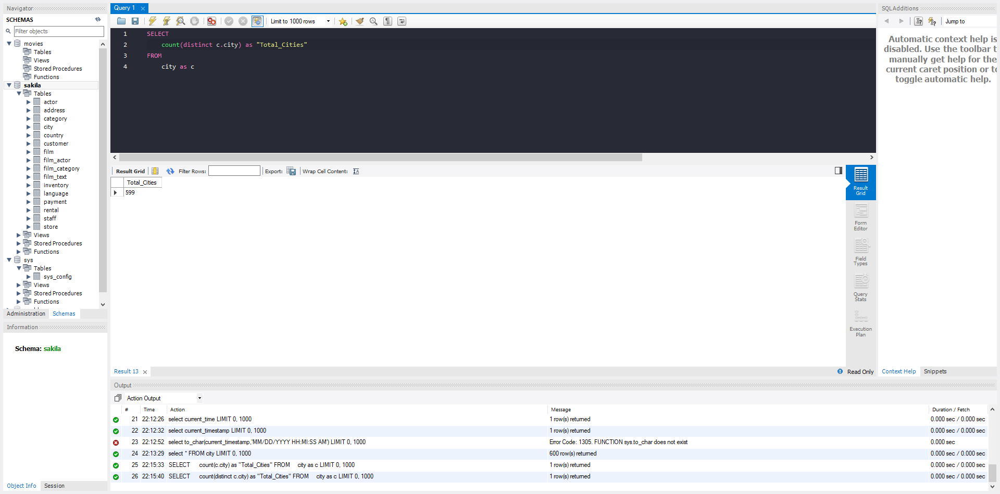 Navigator
SCHEMAS
Filter objects
movies
Tables
Views
Stored Procedures
Functions
sakila
Tables
actor
address
category
city
country
customer
film
film_actor
film_category
film_text
inventory
language
payment
rental
staff
store
Views
Stored Procedures
Functions
sys
Tables
sys_config
Views
Stored Procedures
Functions
Administration Schemas
Information
Schema: sakila
Object Info Session
Query 1
Limit to 1000 rows
1 SELECT
2 count(distinct c.city) as "Total_Cities"
3 FROM
4 city as c
Result Grid Filter Rows: Export: Wrap Cell Content:
Total_Cities
599
Result Grid
Form Editor
Field Types
Query Stats
Execution Plan
Result 13
Read Only
SQLAdditions
Jump to
Automatic context help is
disabled. Use the toolbar t
manually get help for the
current caret position or to
toggle automatic help.
Context Help Snippets
Output
Action Output
# Time Action Message Duration / Fetch
21 22:12:26 select current_time LIMIT 0, 1000 1 row(s) returned 0.000 sec / 0.000 sec
22 22:12:32 select current_timestamp LIMIT 0, 1000 1 row(s) returned 0.000 sec / 0.000 sec
23 22:12:52 select to_char(current_timestamp,'MM/DD/YYYY HH:MI:SS AM') LIMIT 0, 1000 Error Code: 1305. FUNCTION sys.to_char does not exist 0.000 sec
24 22:13:29 select * FROM city LIMIT 0, 1000 600 row(s) returned 0.000 sec / 0.000 sec
25 22:15:33 SELECT count(c.city) as "Total_Cities" FROM city as c LIMIT 0, 1000 1 row(s) returned 0.000 sec / 0.000 sec
26 22:15:40 SELECT count(distinct c.city) as "Total_Cities" FROM city as c LIMIT 0, 1000 1 row(s) returned 0.000 sec / 0.000 sec